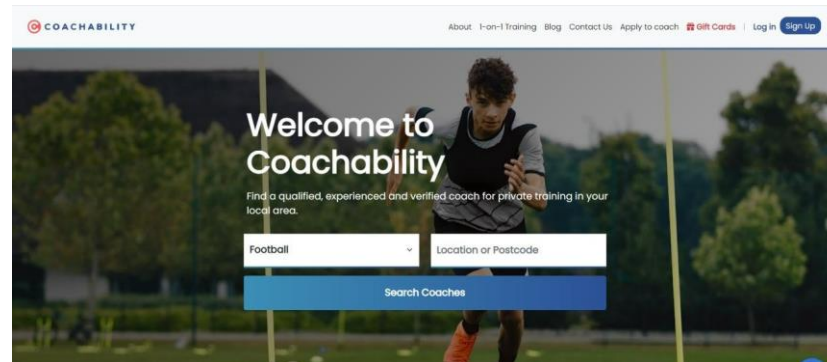 COACHABILITY
About 1-on-1 Training Blog Contact Us Apply to coach Gift Cards | Log in Sign Up
Welcome to
Coachability
Find a qualified, experienced and verified coach for private training in your
local area.
Football Location or Postcode
Search Coaches